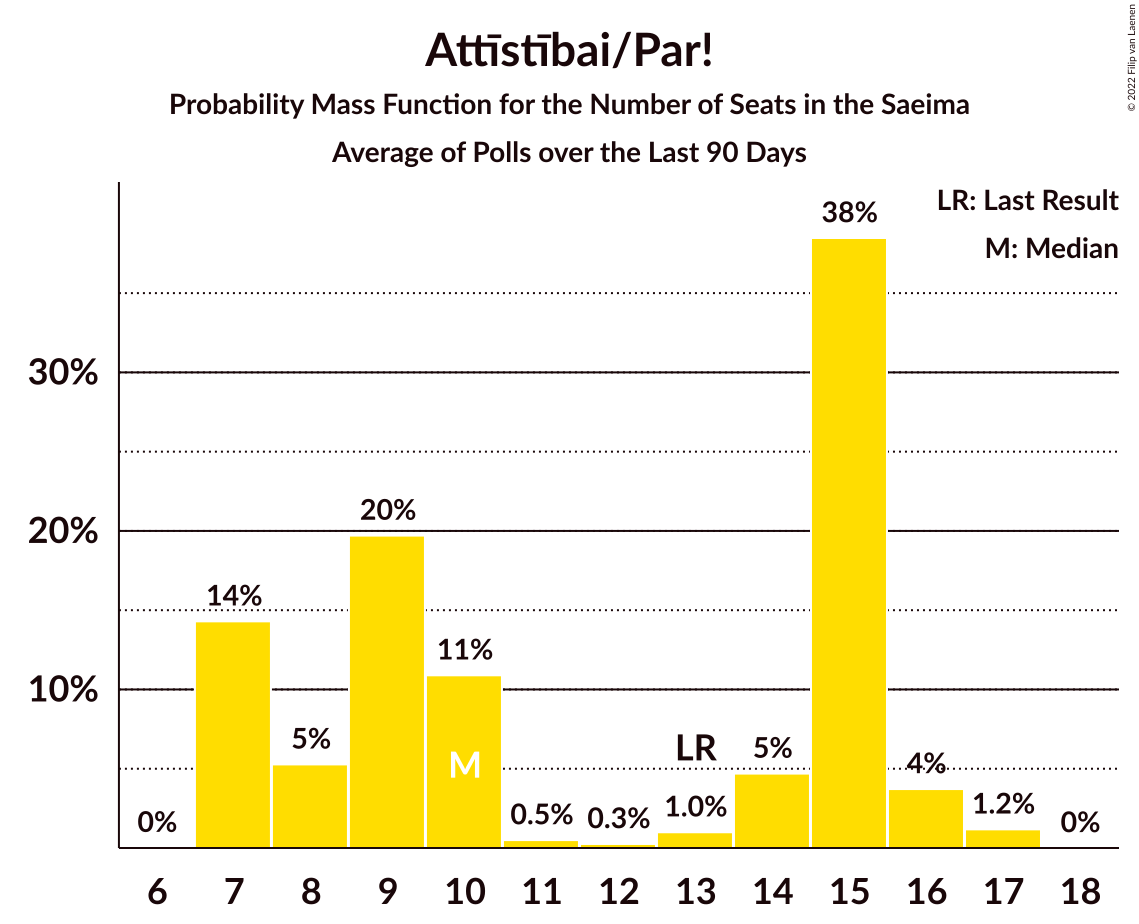 Attīstībai/Par!
Probability Mass Function for the Number of Seats in the Saeima
Average of Polls over the Last 90 Days
© 2022 Filip van Laenen
LR: Last Result
M: Median
38%
30%
20%
20%
14%
11%
10%
5%
M
LR
5%
4%
0%
0.5%
0.3%
1.0%
1.2%
0%
6 7 8 9 10 11 12 13 14 15 16 17 18